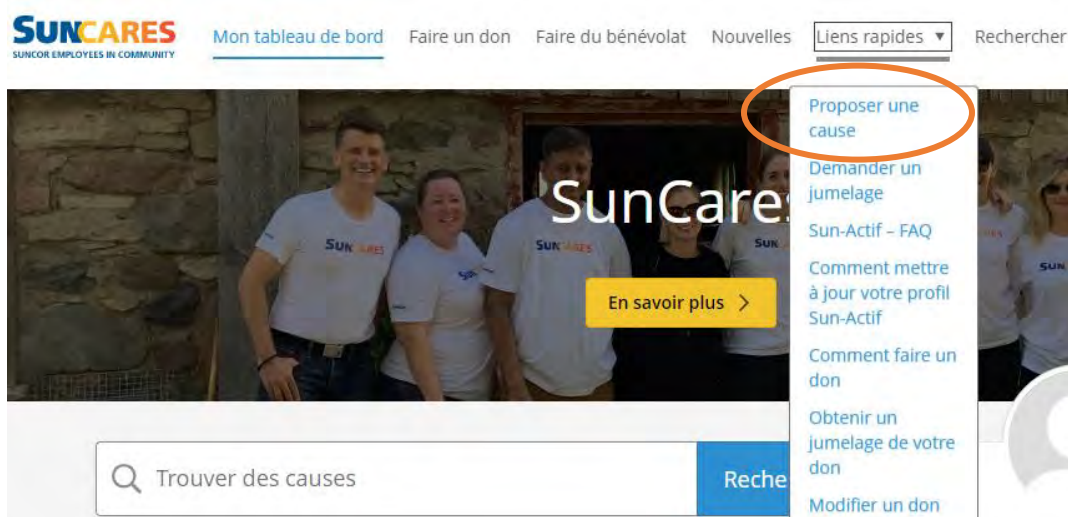 SUNCARES
SUNCOR EMPLOYEES IN COMMUNITY
Mon tableau de bord Faire un don Faire du bénévolat Nouvelles Liens rapides ▼ Rechercher
Proposer une
cause
Demander un
jumelage
Sun-Actif – FAQ
Comment mettre
à jour votre profil
Sun-Actif
Comment faire un
don
Obtenir un
jumelage de votre
don
Modifier un don
SunCares
SUNCARES
SUNCARES
En savoir plus >
Trouver des causes
Reche